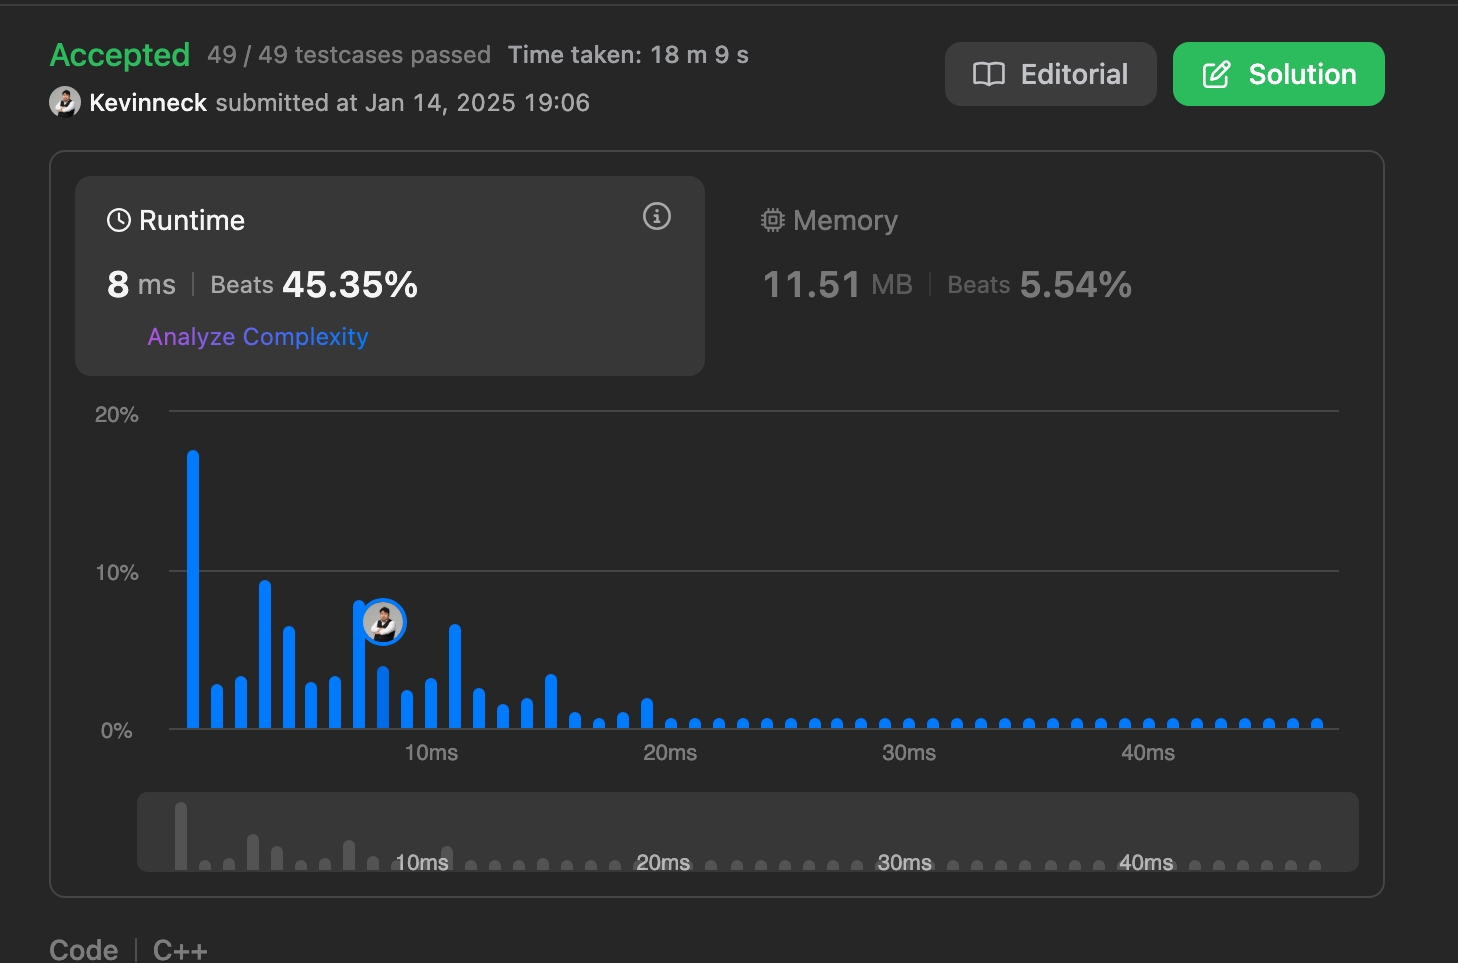 Accepted 49 / 49 testcases passed Time taken: 18 m 9 s
Kevinneck submitted at Jan 14, 2025 19:06
Editorial
Solution
Runtime
8 ms | Beats 45.35%
Analyze Complexity
Memory
11.51 MB | Beats 5.54%
20%
10%
0%
10ms 20ms 30ms 40ms
10ms 20ms 30ms 40ms
Code | C++